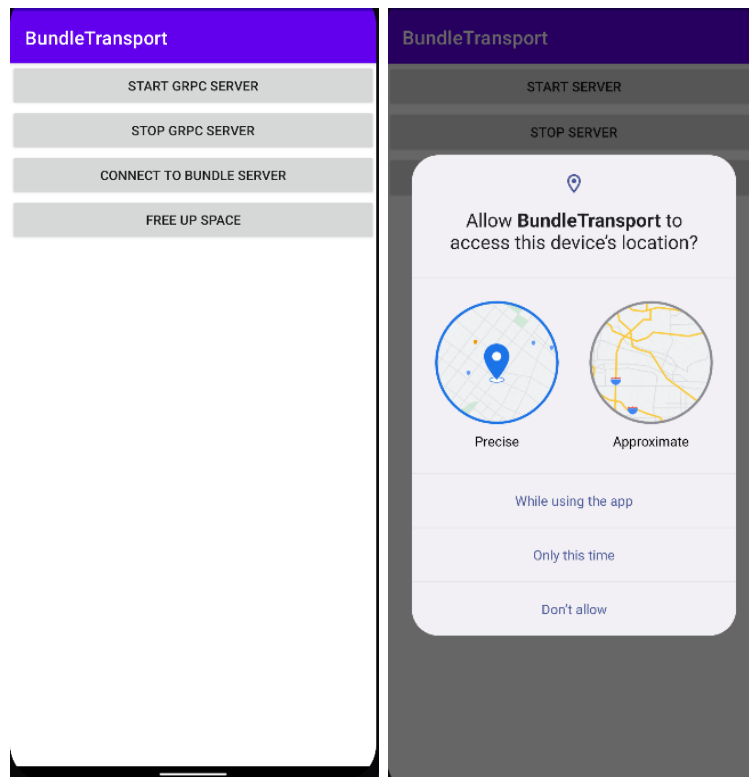 BundleTransport
START GRPC SERVER
STOP GRPC SERVER
CONNECT TO BUNDLE SERVER
FREE UP SPACE
BundleTransport
START SERVER
STOP SERVER
Allow BundleTransport to
access this device's location?
Precise
Approximate
While using the app
Only this time
Don't allow